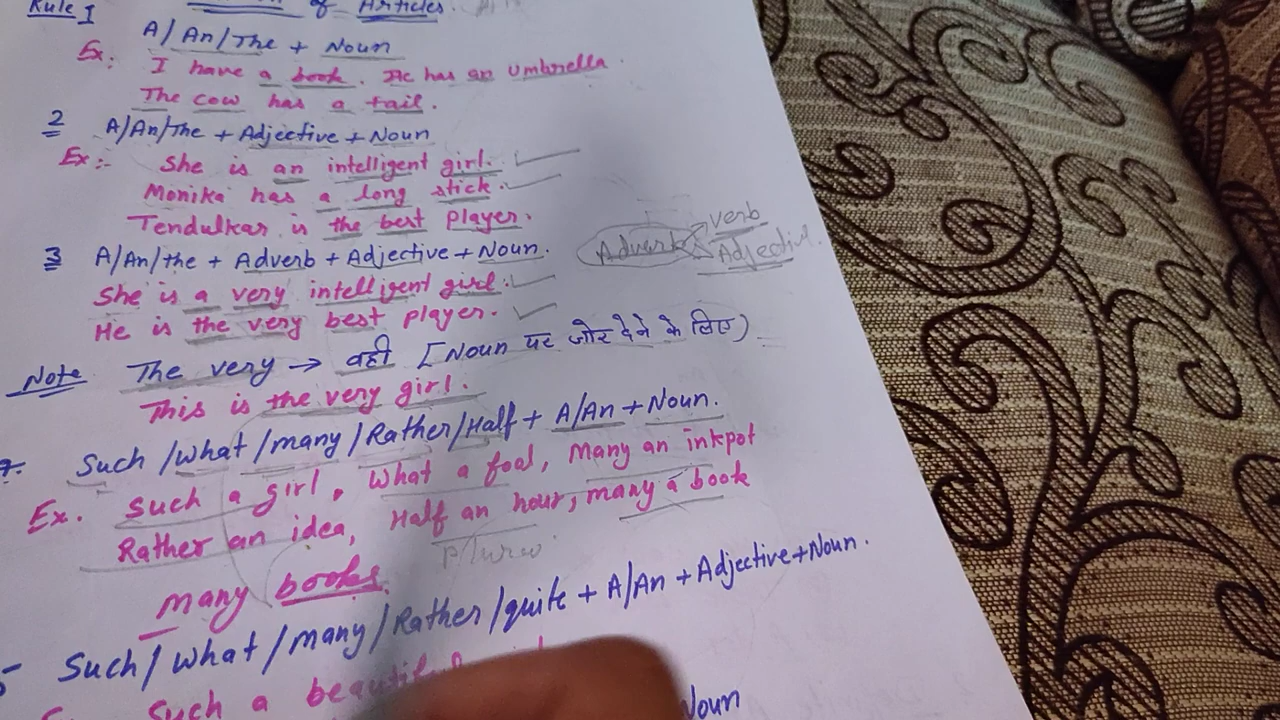 Rule 1 of Articles.
A/An/The + Noun
Ex: I have a book. He has an umbrella.
The cow has a tail.
2 A/An/The + Adjective + Noun
Ex:- She is an intelligent girl.
Monika has a long stick.
Tendulkar is the best player.
3 A/An/the + Adverb + Adjective + Noun.
Adverb Verb
Adjective.
She is a very intelligent girl.
He is the very best player.
Note The very → वही [Noun पर जोर देने के लिए)
This is the very girl.
Such/what/many/Rather/Half + A/An + Noun.
Ex. Such a girl, What a fool, Many an inkpot
Rather an idea, Half an hour, many a book
many books
Such/what/many/Rather/quite + A/An + Adjective + Noun.
Such a
Noun